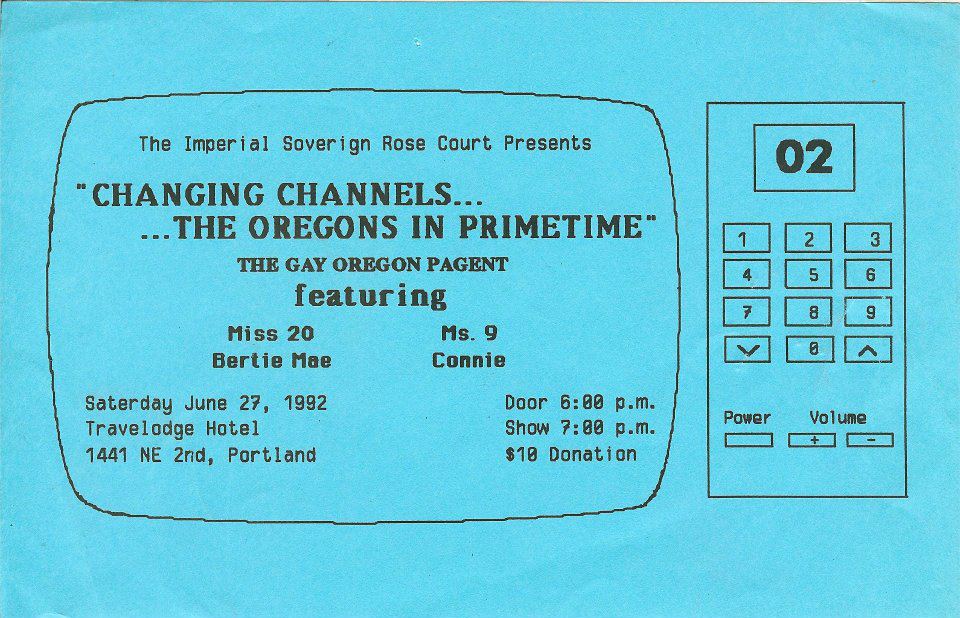 The Imperial Soverign Rose Court Presents
"CHANGING CHANNELS...
...THE OREGONS IN PRIMETIME"
THE GAY OREGON PAGENT
featuring
Miss 20 Ms. 9
Bertie Mae Connie
Saterday June 27, 1992 Door 6:00 p.m.
Travelodge Hotel Show 7:00 p.m.
1441 NE 2nd, Portland $10 Donation
02
1 2 3
4 5 6
7 8 9
0
Power Volume
+ -